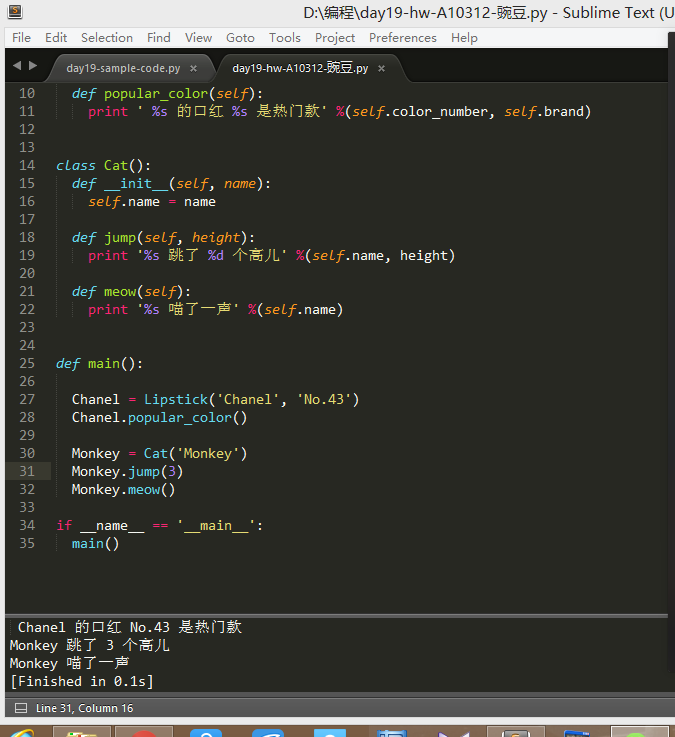 D:\编程\day19-hw-A10312-豌豆.py - Sublime Text (U
File Edit Selection Find View Goto Tools Project Preferences Help
day19-sample-code.py × day19-hw-A10312-豌豆.py ×
10 def popular_color(self):
11 print ' %s 的口红 %s 是热门款' %(self.color_number, self.brand)
12
13
14 class Cat():
15 def __init__(self, name):
16 self.name = name
17
18 def jump(self, height):
19 print '%s 跳了 %d 个高儿' %(self.name, height)
20
21 def meow(self):
22 print '%s 喵了一声' %(self.name)
23
24
25 def main():
26
27 Chanel = Lipstick('Chanel', 'No.43')
28 Chanel.popular_color()
29
30 Monkey = Cat('Monkey')
31 Monkey.jump(3)
32 Monkey.meow()
33
34 if __name__ == '__main__':
35 main()
Chanel 的口红 No.43 是热门款
Monkey 跳了 3 个高儿
Monkey 喵了一声
[Finished in 0.1s]
Line 31, Column 16